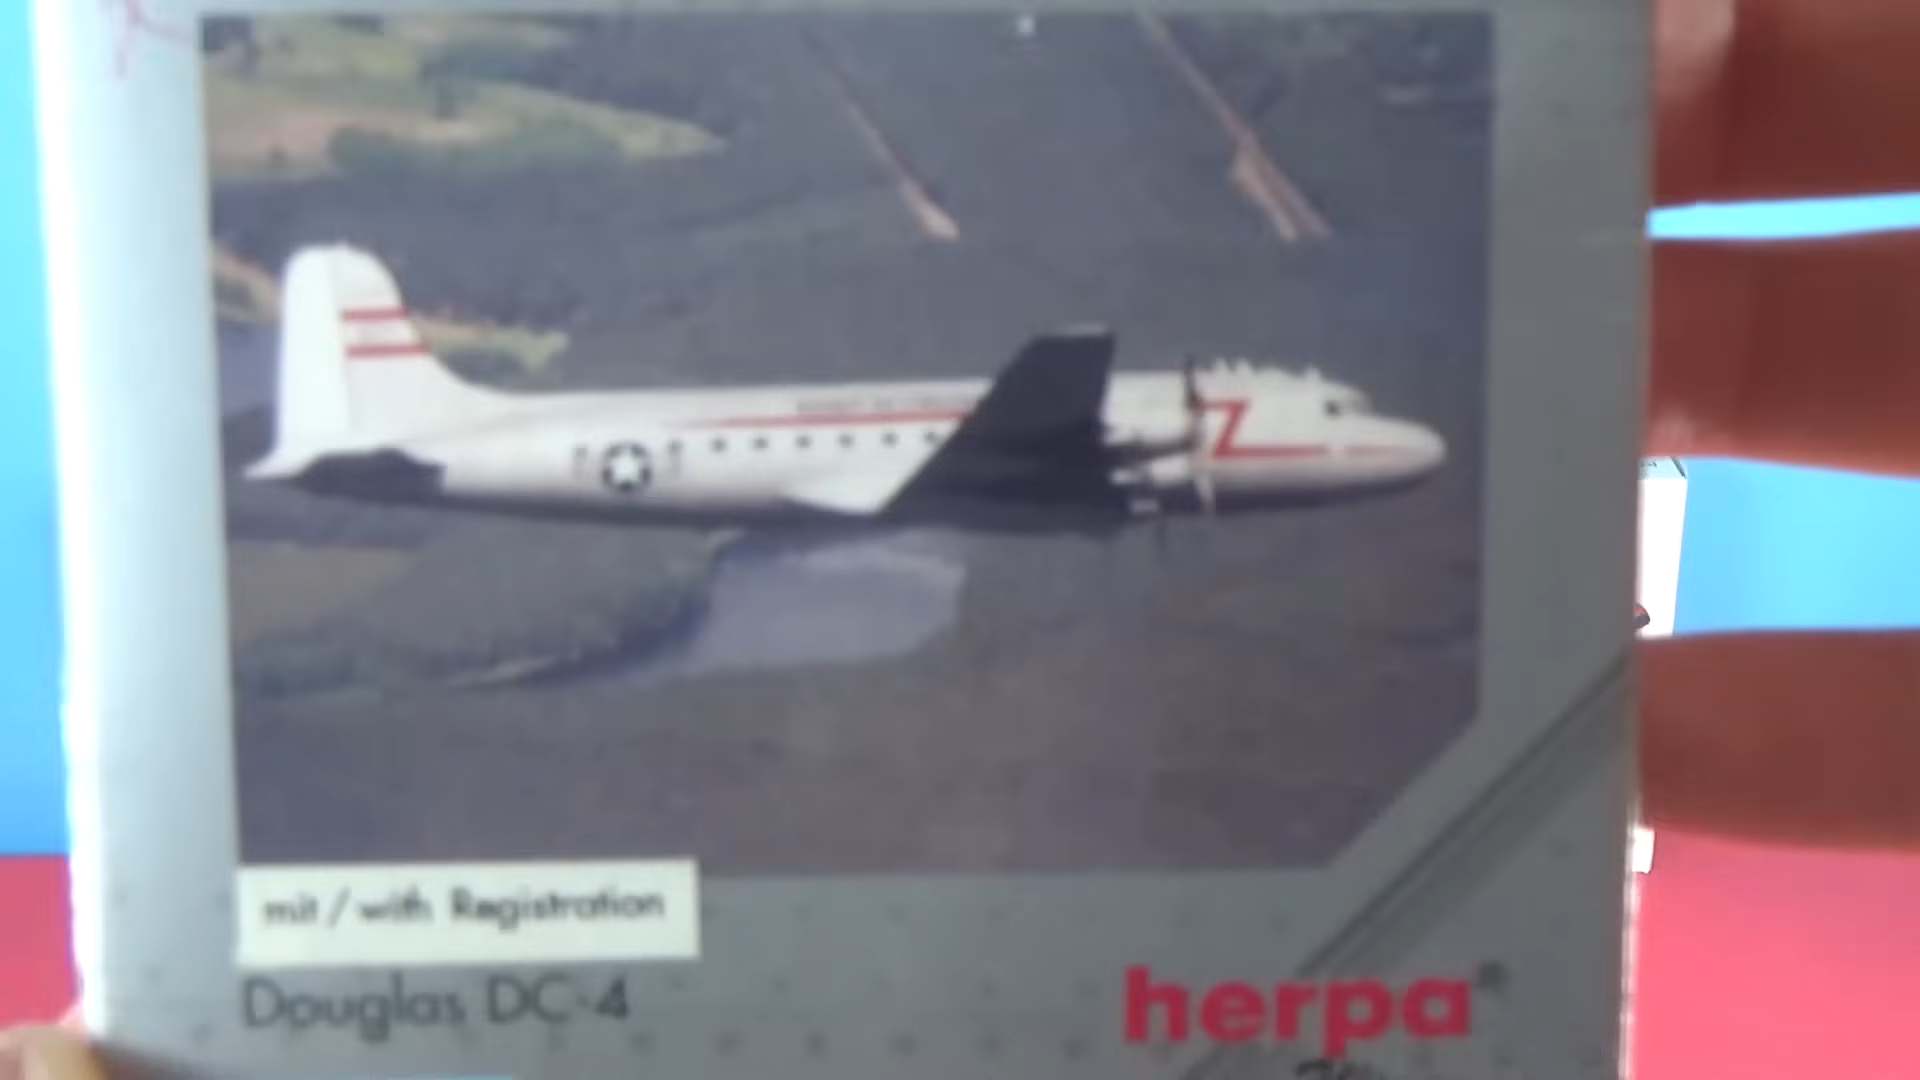 mit / with Registration
Douglas DC-4
herpa®